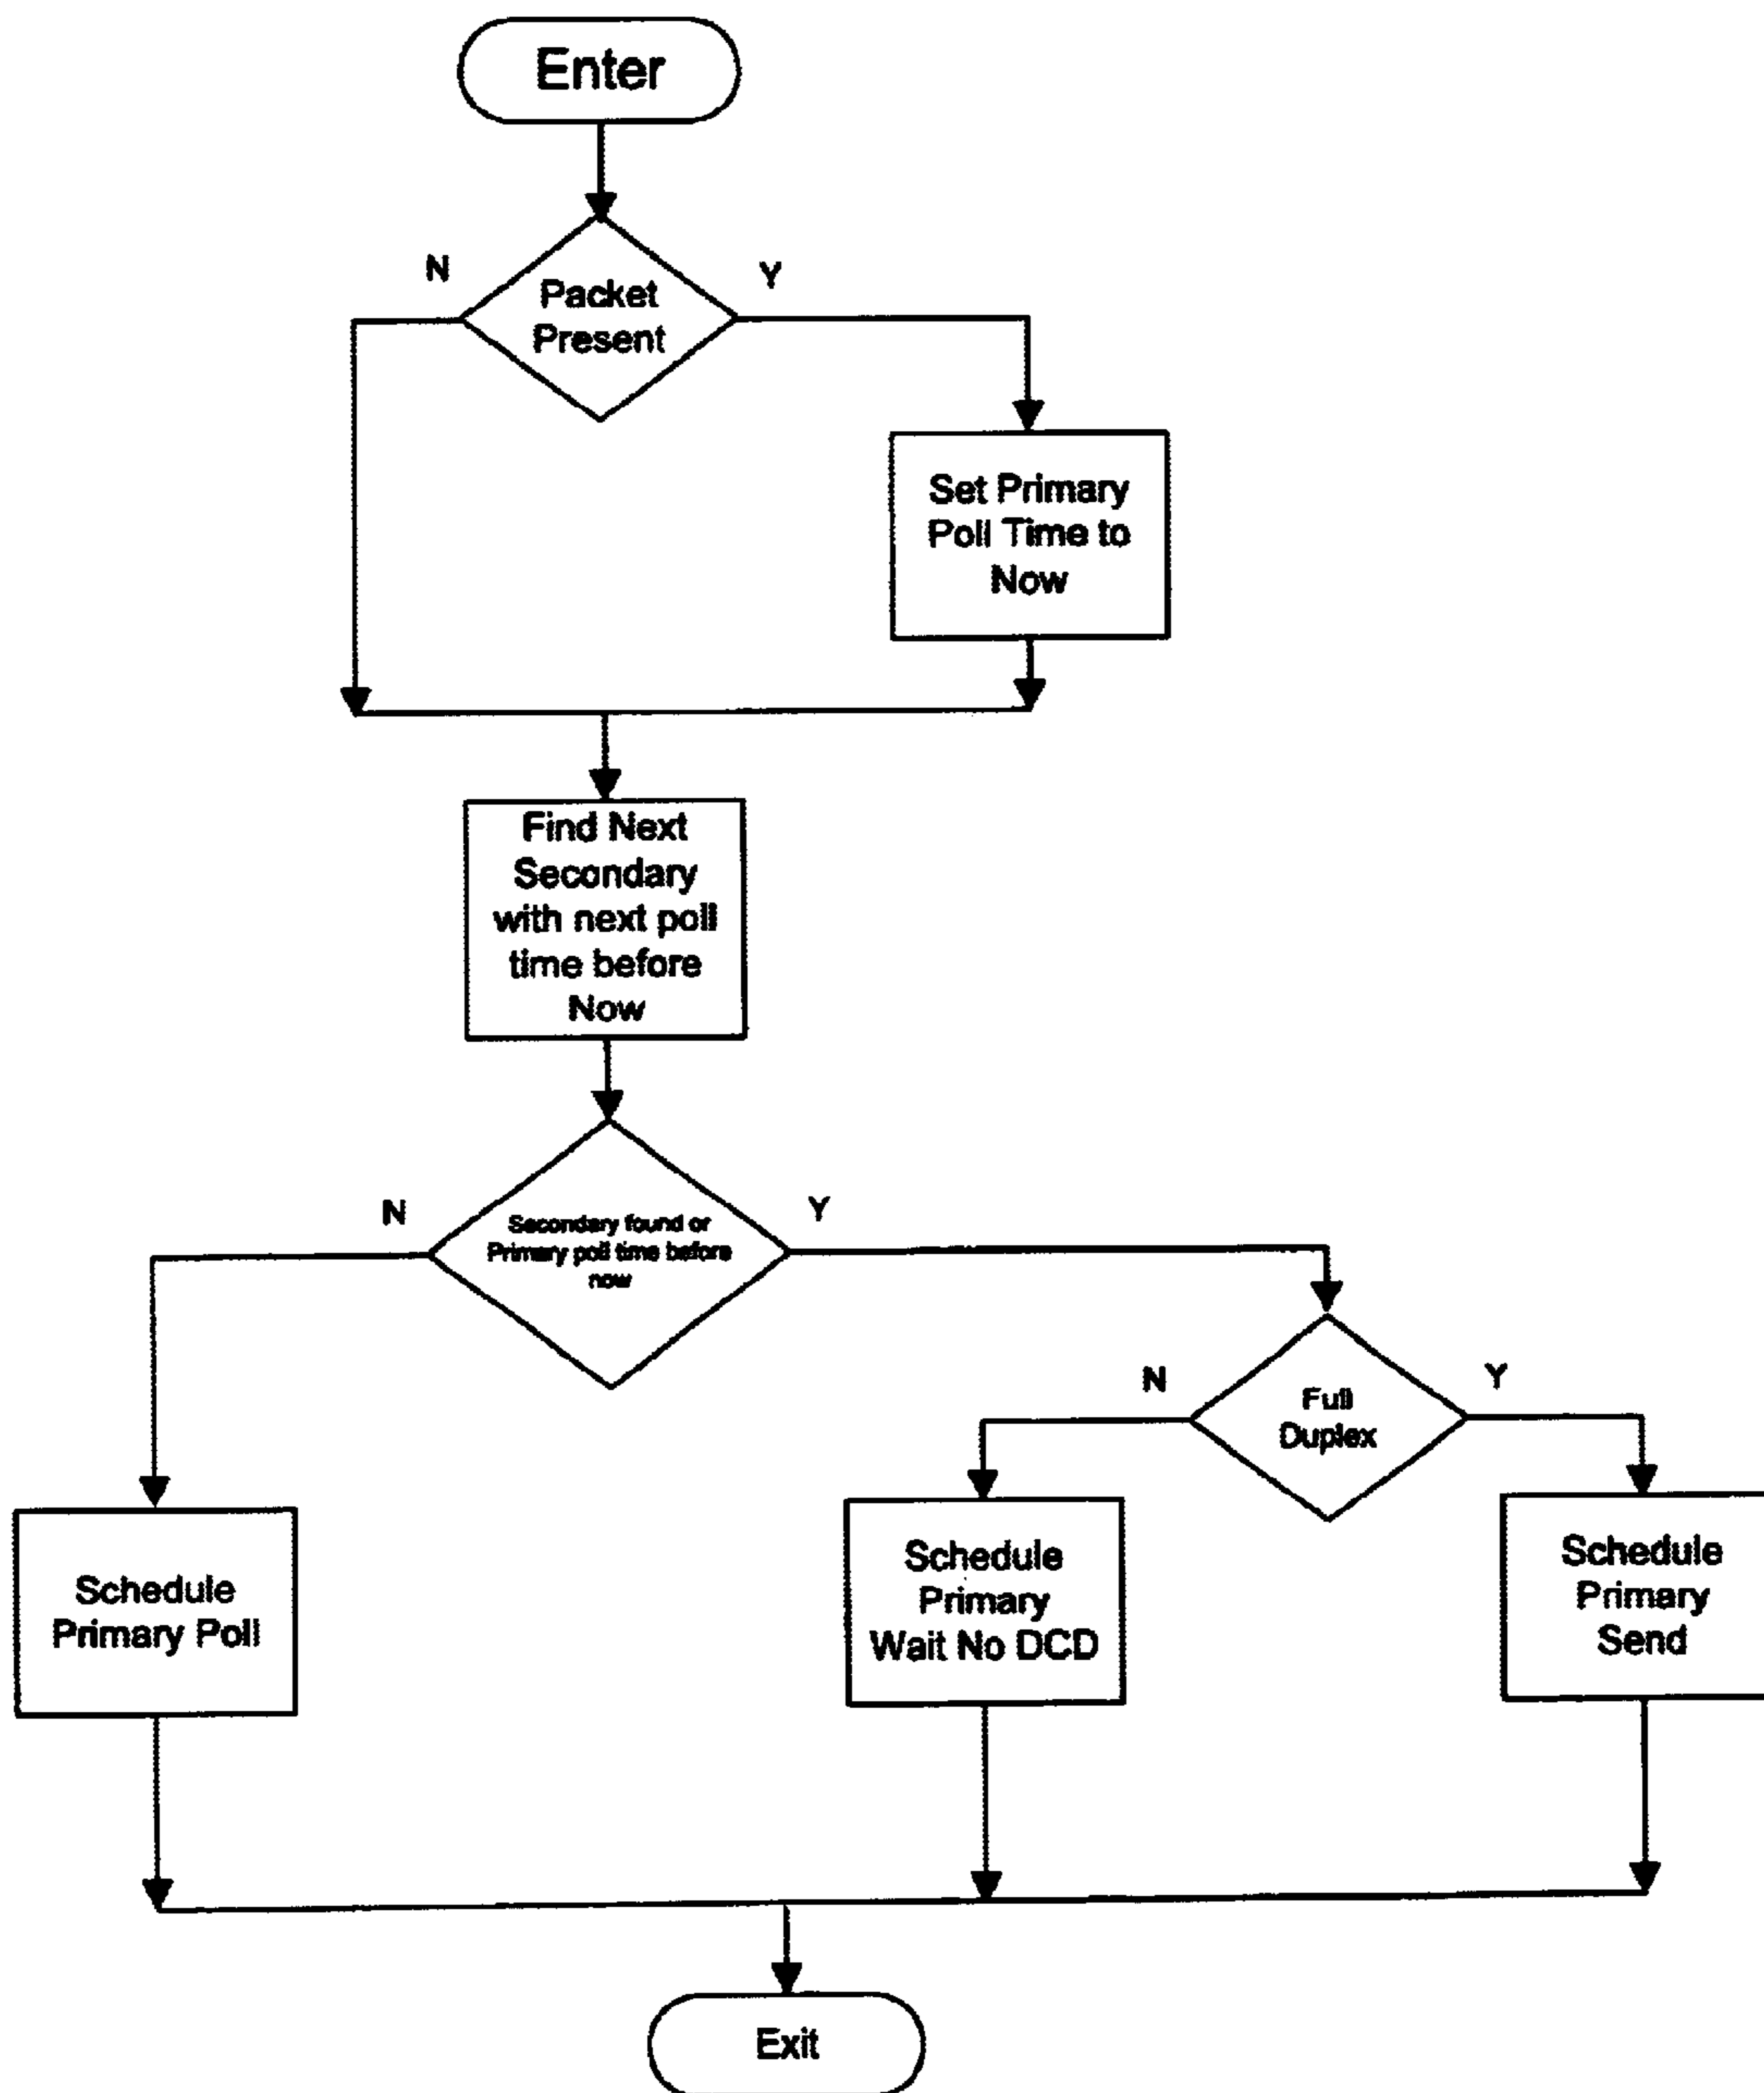 Enter
N
Y
Packet
Present
Set Primary
Poll Time to
Now
Find Next
Secondary
with next poll
time before
Now
N
Y
Secondary found or
Primary poll time before
now
N
Y
Full
Duplex
Schedule
Primary Poll
Schedule
Primary
Wait No DCD
Schedule
Primary
Send
Exit